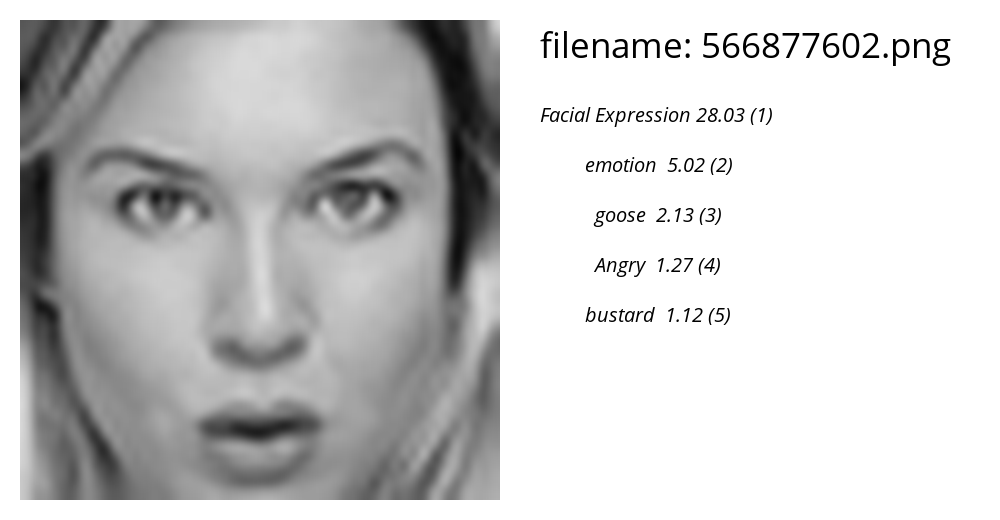 filename: 566877602.png
Facial Expression 28.03 (1)
emotion 5.02 (2)
goose 2.13 (3)
Angry 1.27 (4)
bustard 1.12 (5)